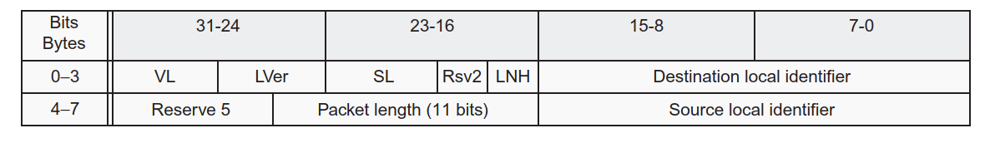 Bits
Bytes
31-24 23-16 15-8 7-0
0–3 VL LVer SL Rsv2 LNH Destination local identifier
4–7 Reserve 5 Packet length (11 bits) Source local identifier